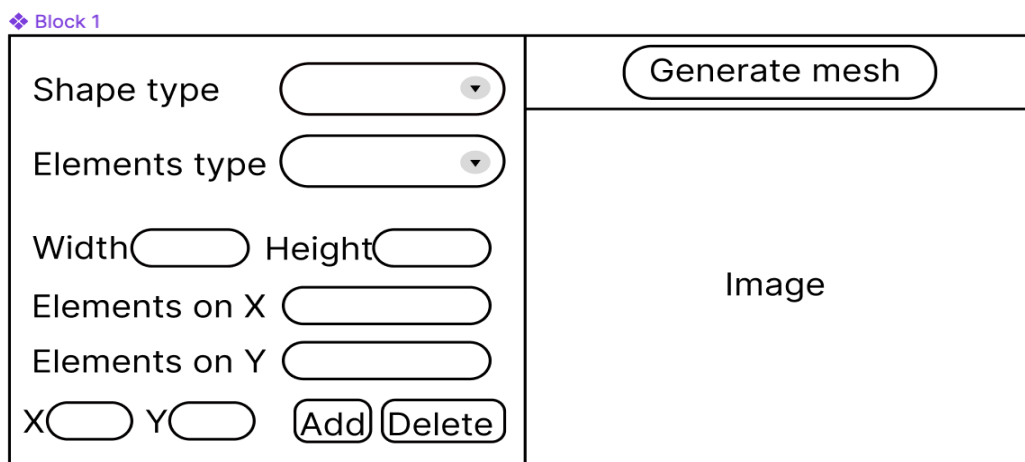 Block 1
Shape type
Elements type
Width Height
Elements on X
Elements on Y
X Y Add Delete
Generate mesh
Image